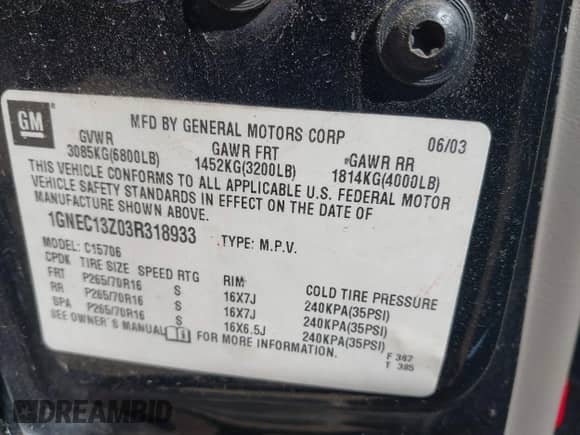 GM
MFD BY GENERAL MOTORS CORP 06/03
GVWR GAWR FRT GAWR RR
3085KG(6800LB) 1452KG(3200LB) 1814KG(4000LB)
THIS VEHICLE CONFORMS TO ALL APPLICABLE U.S. FEDERAL MOTOR
VEHICLE SAFETY STANDARDS IN EFFECT ON THE DATE OF
MANUFACTURE SHOWN ABOVE.
1GNEC13Z03R318933 TYPE: M.P.V.
MODEL: C15706
CPDK TIRE SIZE SPEED RTG RIM COLD TIRE PRESSURE
FRT P265/70R16 S 16X7J 240KPA(35PSI)
RR P265/70R16 S 16X7J 240KPA(35PSI)
SPA P265/70R16 S 16X6.5J 240KPA(35PSI)
SEE OWNER'S MANUAL FOR MORE INFORMATION.
F 367
T 385
DREAMBID